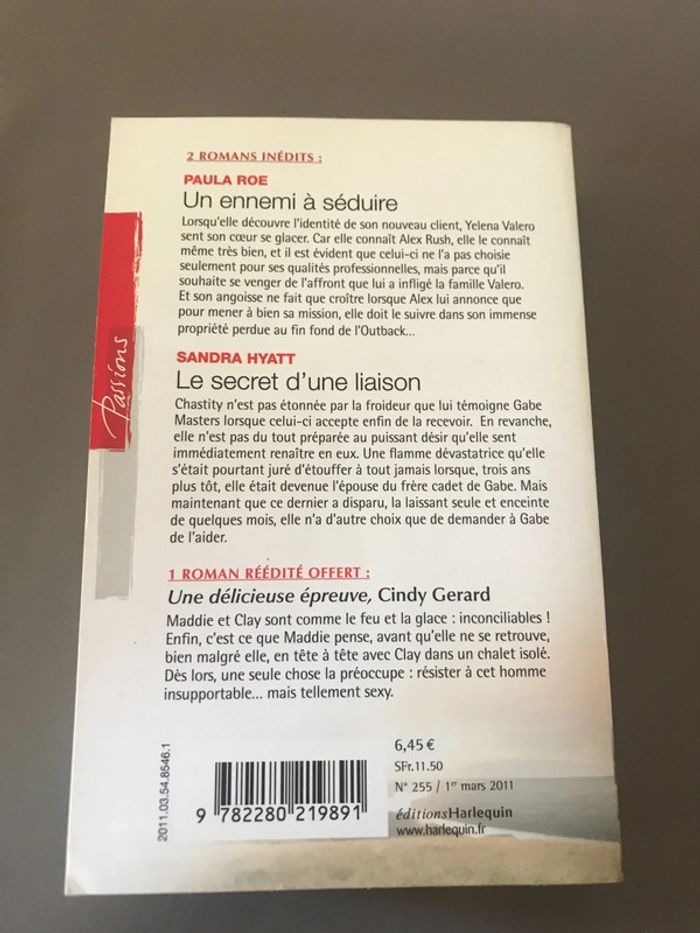 2 ROMANS INÉDITS :
PAULA ROE
Un ennemi à séduire
Lorsqu'elle découvre l'identité de son nouveau client, Yelena Valero
sent son cœur se glacer. Car elle connaît Alex Rush, elle le connaît
même très bien, et il est évident que celui-ci ne l'a pas choisie
seulement pour ses qualités professionnelles, mais parce qu'il
souhaite se venger de l'affront que lui a infligé la famille Valero.
Et son angoisse ne fait que croître lorsque Alex lui annonce que
pour mener à bien sa mission, elle doit le suivre dans son immense
propriété perdue au fin fond de l'Outback...
SANDRA HYATT
Le secret d'une liaison
Chastity n'est pas étonnée par la froideur que lui témoigne Gabe
Masters lorsque celui-ci accepte enfin de la recevoir. En revanche,
elle n'est pas du tout préparée au puissant désir qu'elle sent
immédiatement renaître en eux. Une flamme dévastatrice qu'elle
s'était pourtant juré d'étouffer à tout jamais lorsque, trois ans
plus tôt, elle était devenue l'épouse du frère cadet de Gabe. Mais
maintenant que ce dernier a disparu, la laissant seule et enceinte
de quelques mois, elle n'a d'autre choix que de demander à Gabe
de l'aider.
1 ROMAN RÉÉDITÉ OFFERT :
Une délicieuse épreuve, Cindy Gerard
Maddie et Clay sont comme le feu et la glace : inconciliables !
Enfin, c'est ce que Maddie pense, avant qu'elle ne se retrouve,
bien malgré elle, en tête à tête avec Clay dans un chalet isolé.
Dès lors, une seule chose la préoccupe : résister à cet homme
insupportable... mais tellement sexy.
Passions
2011.03.54.8546.1
9 782280 219891
6,45 €
SFr.11.50
N° 255 / 1er mars 2011
éditionsHarlequin
www.harlequin.fr